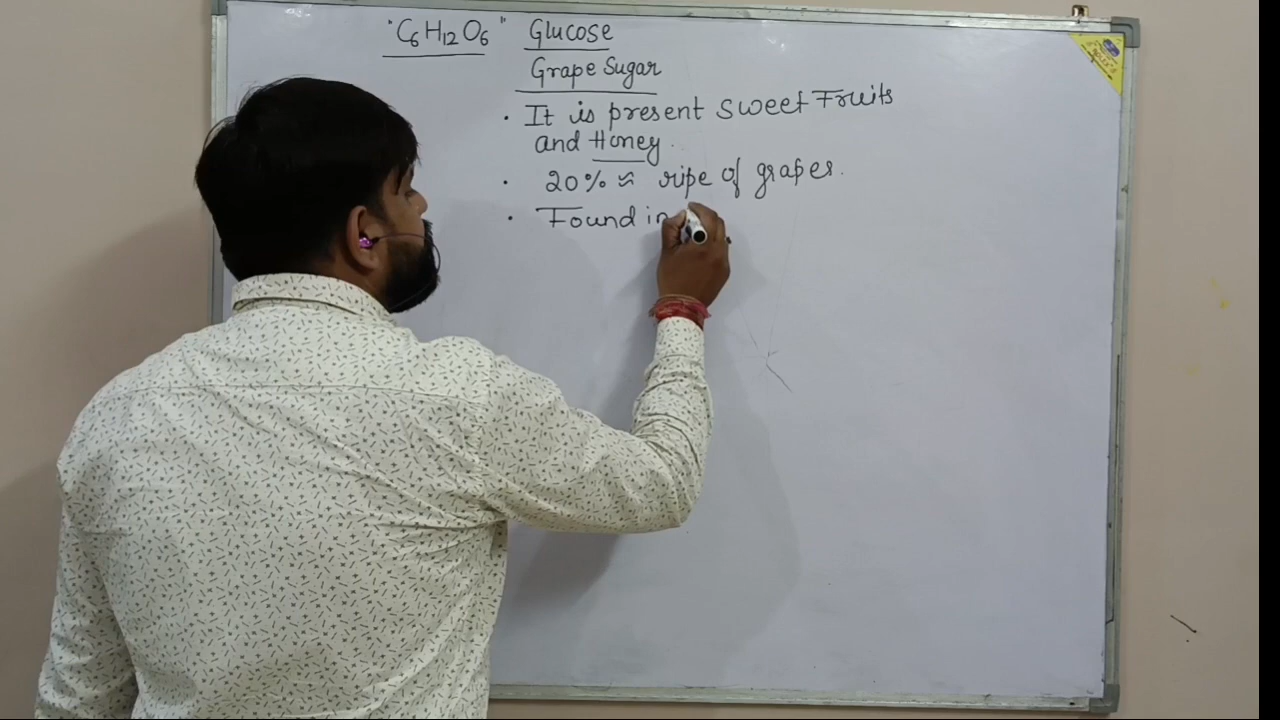 "C6H12O6" Glucose
Grape Sugar
• It is present Sweet Fruits
and Honey.
• 20% ≈ ripe of grapes.
• Found in